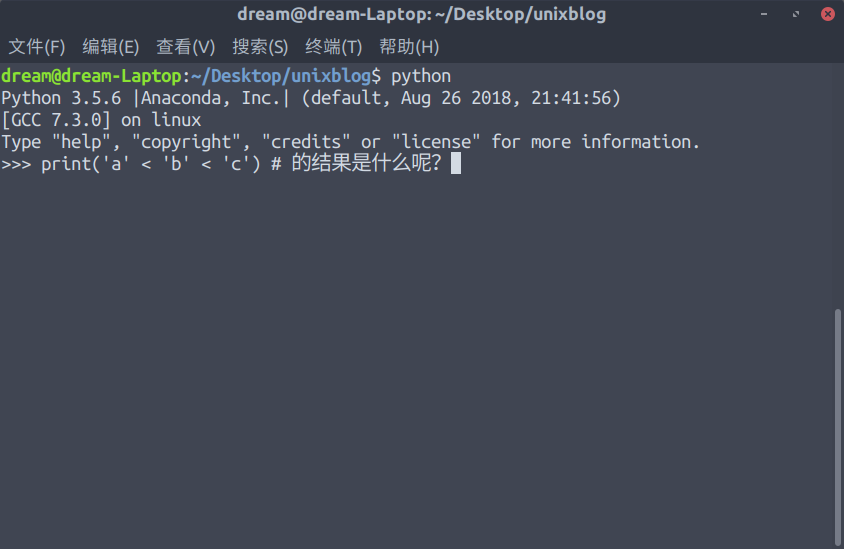 dream@dream-Laptop: ~/Desktop/unixblog
文件(F) 编辑(E) 查看(V) 搜索(S) 终端(T) 帮助(H)
dream@dream-Laptop:~/Desktop/unixblog$ python
Python 3.5.6 |Anaconda, Inc.| (default, Aug 26 2018, 21:41:56)
[GCC 7.3.0] on linux
Type "help", "copyright", "credits" or "license" for more information.
>>> print('a' < 'b' < 'c') # 的结果是什么呢？